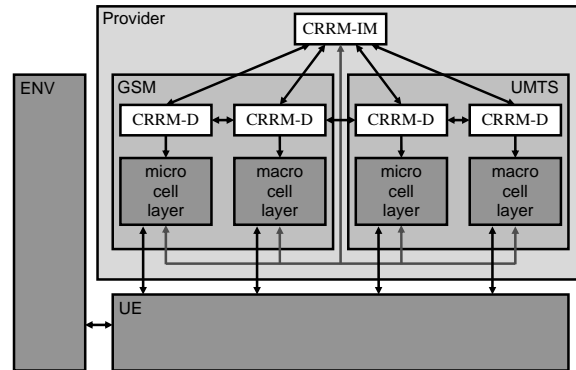 Provider
CRRM-IM
ENV
GSM
UMTS
CRRM-D
CRRM-D
CRRM-D
CRRM-D
micro
cell
layer
macro
cell
layer
micro
cell
layer
macro
cell
layer
UE